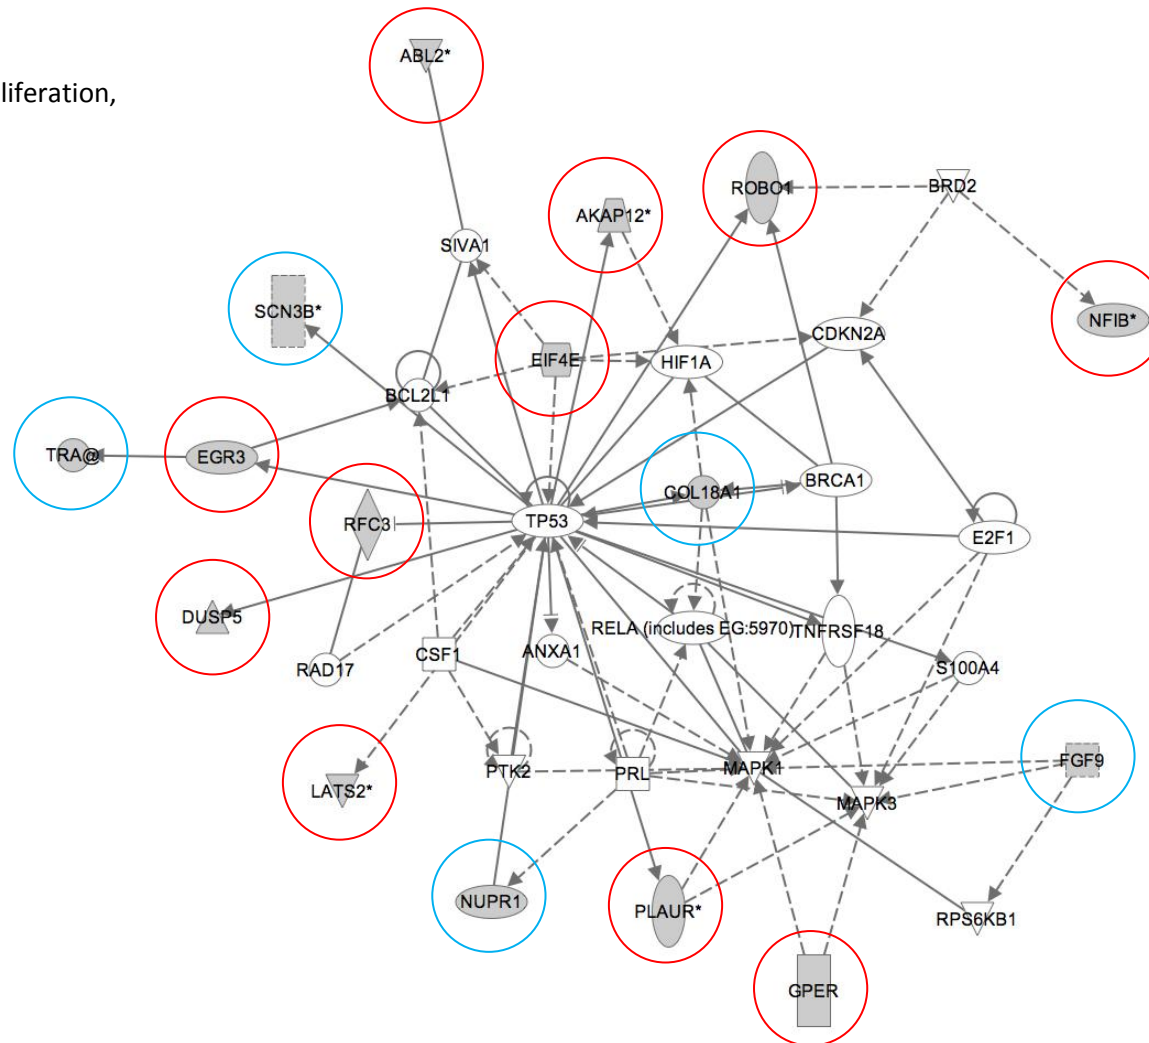 ABL2*
liferation,
ROBO1
BRD2
AKAP12*
SIVA1
SCN3B*
NFIB*
CDKN2A
EIF4E
HIF1A
BCL2L1
TRA@
EGR3
BRCA1
COL18A1
RFC3
TP53
E2F1
DUSP5
RELA (includes EG:5970)
TNFRSF18
RAD17
CSF1
ANXA1
S100A4
FGF9
PTK2
PRL
MAPK1
LATS2*
MAPK3
NUPR1
PLAUR*
RPS6KB1
GPER